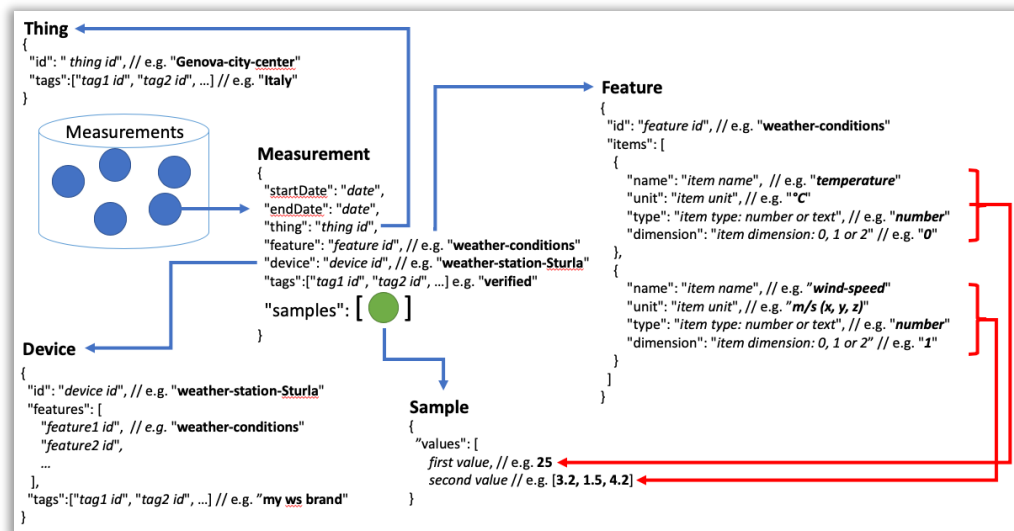 Thing
{
"id": " thing id", // e.g. "Genova-city-center"
"tags":["tag1 id", "tag2 id", …] // e.g. "Italy"
}
Measurements
Measurement
{
"startDate": "date",
"endDate": "date",
"thing": "thing id",
"feature": "feature id", // e.g. "weather-conditions"
"device": "device id", // e.g. "weather-station-Sturla"
"tags":["tag1 id", "tag2 id", …] e.g. "verified"
"samples": [ ]
}
Feature
{
"id": "feature id", // e.g. "weather-conditions"
"items": [
{
"name": "item name", // e.g. "temperature"
"unit": "item unit", // e.g. "°C"
"type": "item type: number or text", // e.g. "number"
"dimension": "item dimension: 0, 1 or 2" // e.g. "0"
},
{
"name": "item name", // e.g. ”wind-speed"
"unit": "item unit", // e.g. ”m/s (x, y, z)"
"type": "item type: number or text", // e.g. "number"
"dimension": "item dimension: 0, 1 or 2” // e.g. "1"
}
]
}
Device
{
"id": "device id", // e.g. "weather-station-Sturla"
"features": [
"feature1 id", // e.g. "weather-conditions"
"feature2 id",
…
],
"tags":["tag1 id", "tag2 id", …] // e.g. ”my ws brand"
}
Sample
{
”values": [
first value, // e.g. 25
second value // e.g. [3.2, 1.5, 4.2]
}